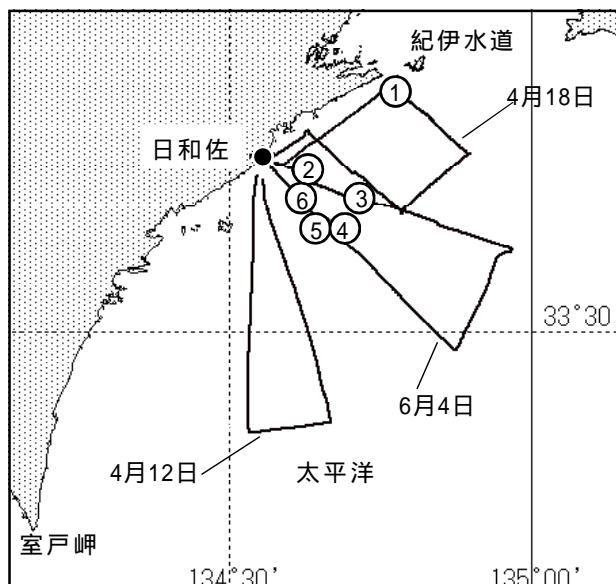 紀伊水道
①
4月18日
日和佐
②
⑥
③
⑤
④
33°30
6月4日
4月12日
太平洋
室戸岬
134°30
135°00